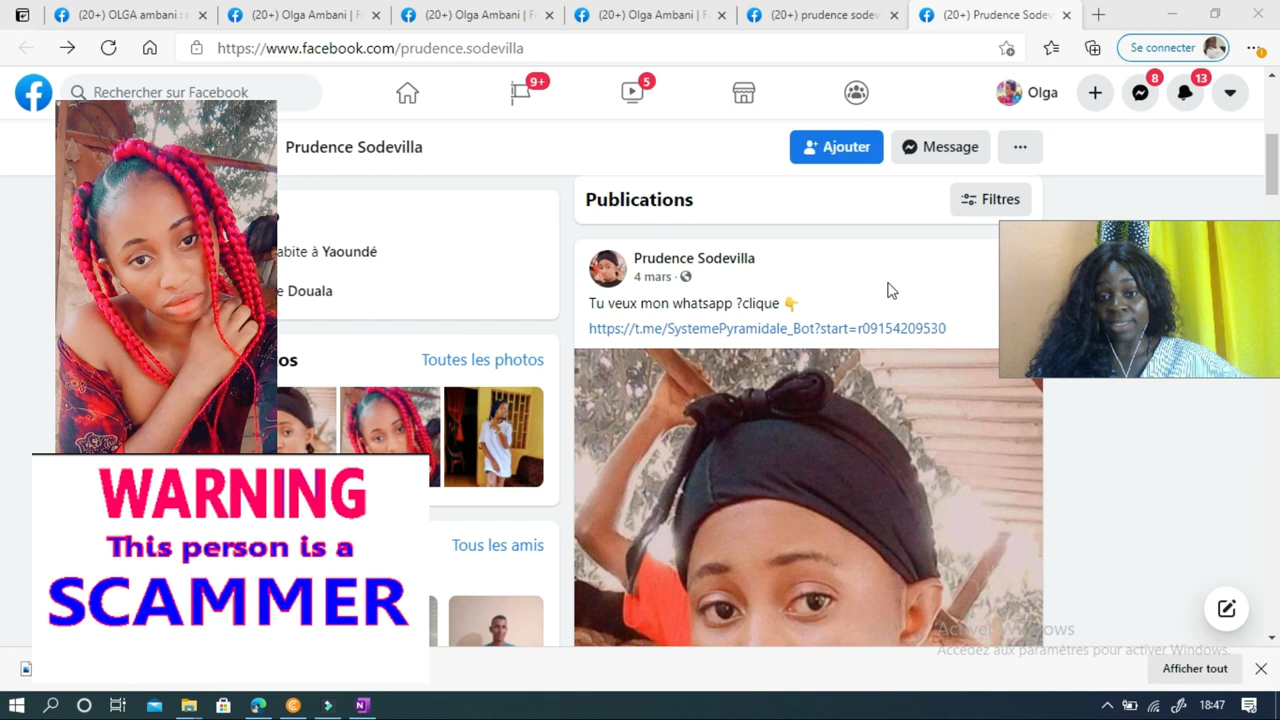 (20+) OLGA ambani : r
(20+) Olga Ambani | F
(20+) Olga Ambani | Fa
(20+) Olga Ambani | F
(20+) prudence sodev
(20+) Prudence Sodev
https://www.facebook.com/prudence.sodevilla
Se connecter
Rechercher sur Facebook
9+
5
Olga
8
13
Prudence Sodevilla
Ajouter
Message
Publications
Filtres
abite à Yaoundé
e Douala
Prudence Sodevilla
4 mars
Tu veux mon whatsapp ?clique
https://t.me/SystemePyramidale_Bot?start=r09154209530
os
Toutes les photos
WARNING
This person is a
SCAMMER
Tous les amis
Activer Windows
Accédez aux paramètres pour activer Windows.
Afficher tout
18:47